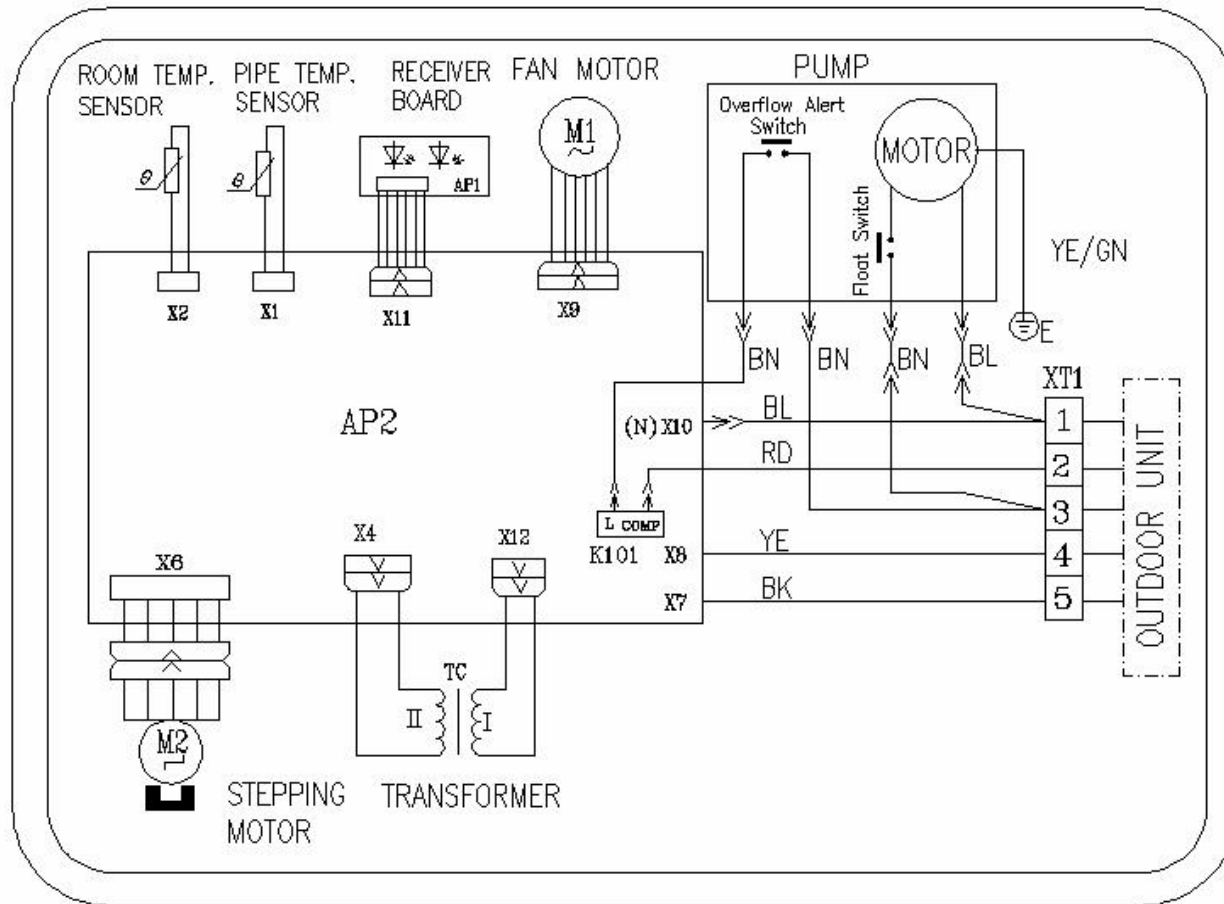 ROOM TEMP.
SENSOR
PIPE TEMP.
SENSOR
RECEIVER
BOARD
FAN MOTOR
PUMP
Overflow Alert
Switch
M1
MOTOR
AP1
θ
θ
Float Switch
YE/GN
X2
X1
X11
X9
E
BN
BN
BN
BL
XT1
AP2
(N) X10
BL
1
RD
2
L COMP
3
K101
X8
YE
4
X7
BK
5
OUTDOOR UNIT
X4
X12
X6
TC
II
I
M2
STEPPING
MOTOR
TRANSFORMER